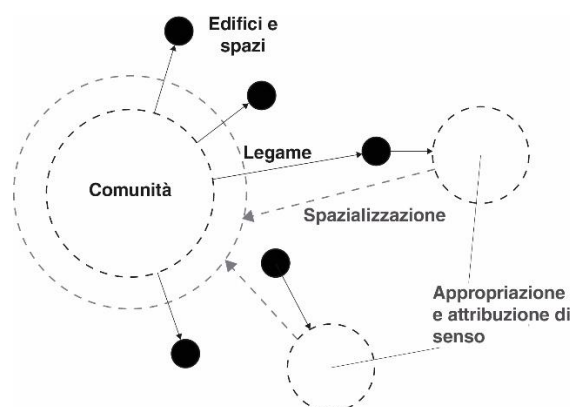 Edifici e
spazi
Legame
Comunità
Spazializzazione
Appropriazione
e attribuzione di
senso